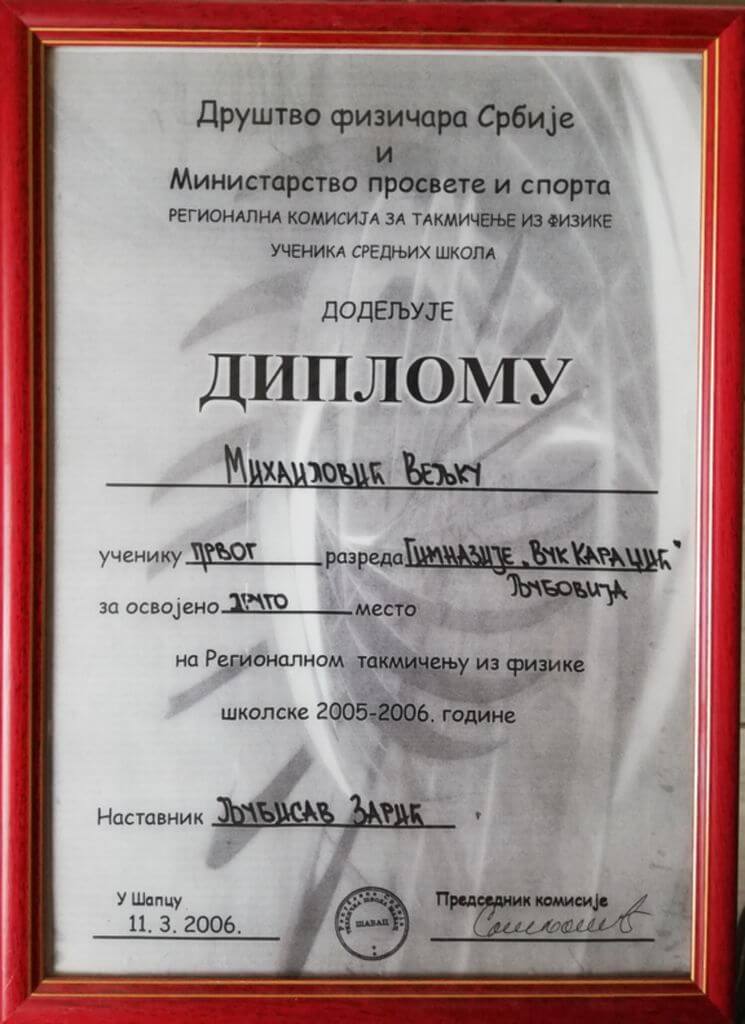 Друштво физичара Србије
и
Министарство просвете и спорта
РЕГИОНАЛНА КОМИСИЈА ЗА ТАКМИЧЕЊЕ ИЗ ФИЗИКЕ
УЧЕНИКА СРЕДЊИХ ШКОЛА
ДОДЕЉУЈЕ
ДИПЛОМУ
МИХАИЛОВИЋ ВЕЉКУ
ученику ПРВОГ разреда ГИМНАЗИЈЕ „ВУК КАРАЏИЋ"
ЉУБОВИЈА
за освојено ДРУГО место
на Регионалном такмичењу из физике
школске 2005-2006. године
Наставник ЉУБИСАВ ЗАРИЋ
У Шапцу
11. 3. 2006.
ШАБАЦ
Председник комисије